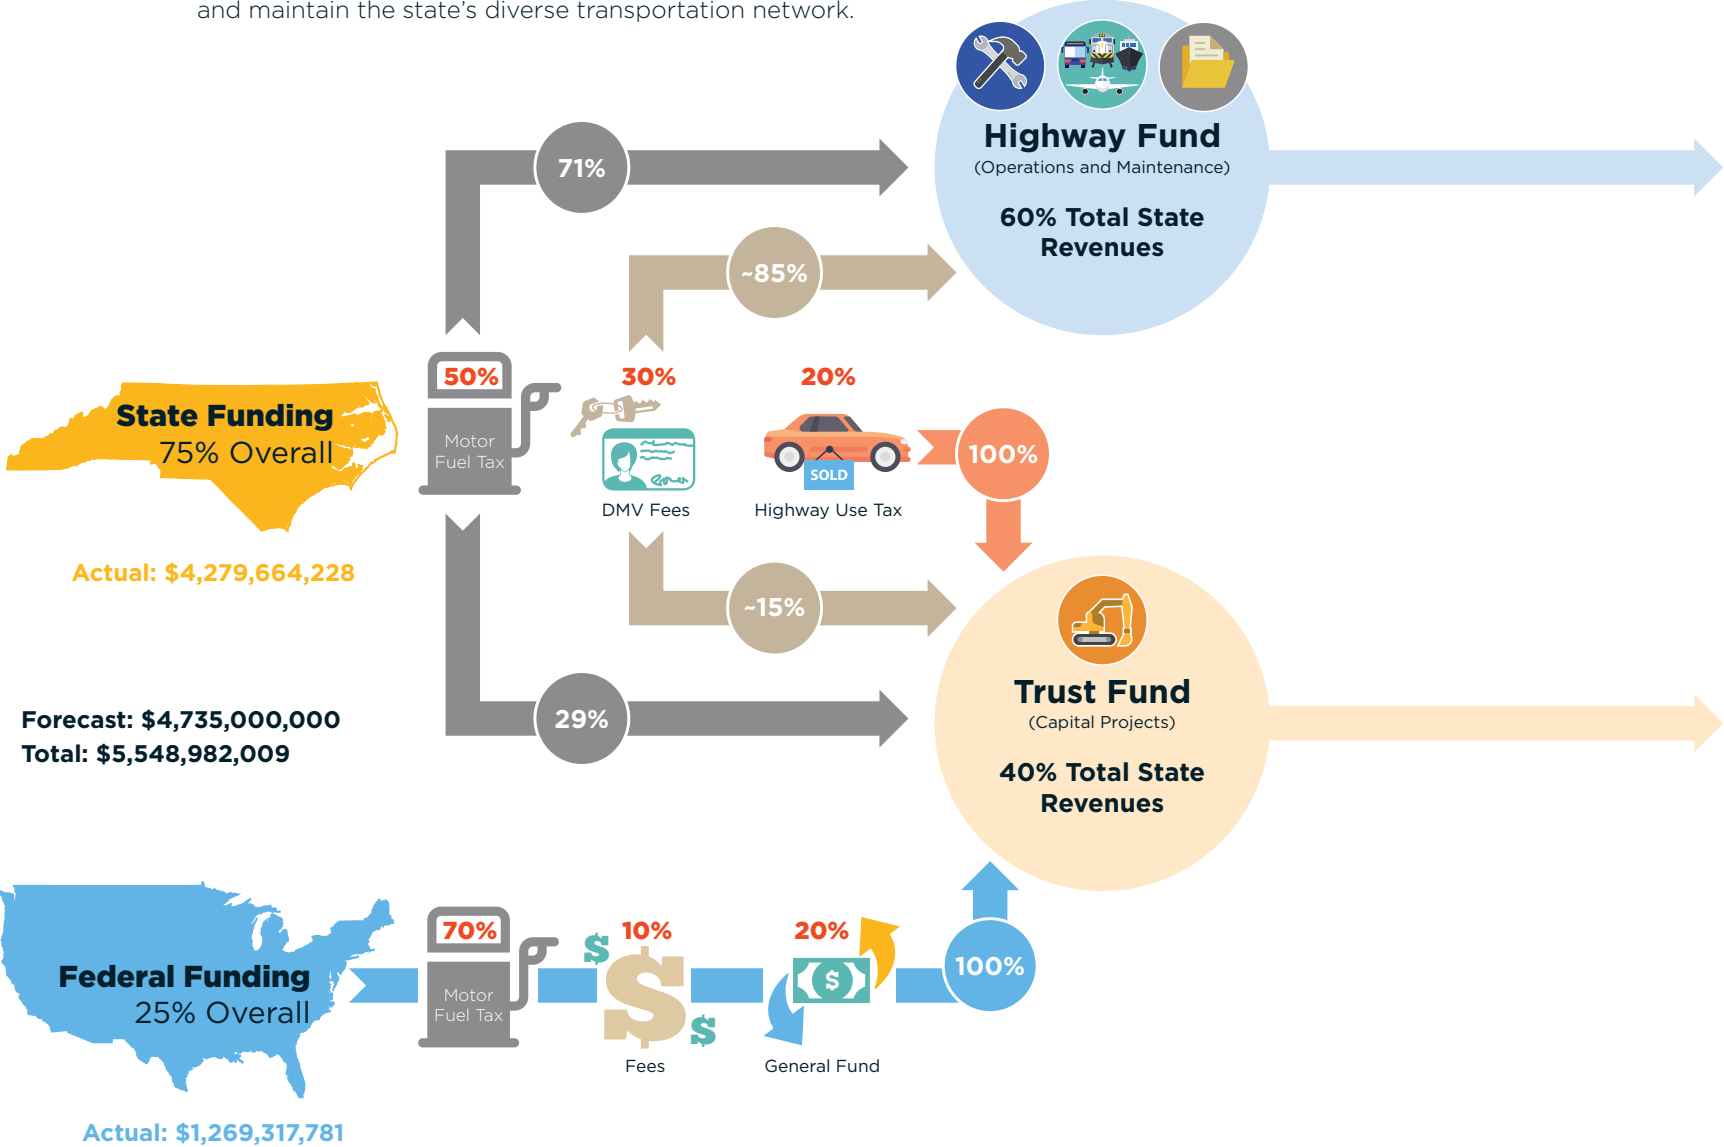 and maintain the state’s diverse transportation network.
Highway Fund
(Operations and Maintenance)
60% Total State
Revenues
71%
~85%
State Funding
75% Overall
Actual: $4,279,664,228
50%
Motor
Fuel Tax
30%
DMV Fees
20%
SOLD
Highway Use Tax
100%
~15%
29%
Forecast: $4,735,000,000
Total: $5,548,982,009
Trust Fund
(Capital Projects)
40% Total State
Revenues
Federal Funding
25% Overall
Actual: $1,269,317,781
70%
Motor
Fuel Tax
10%
$
$
$
Fees
20%
$
General Fund
100%